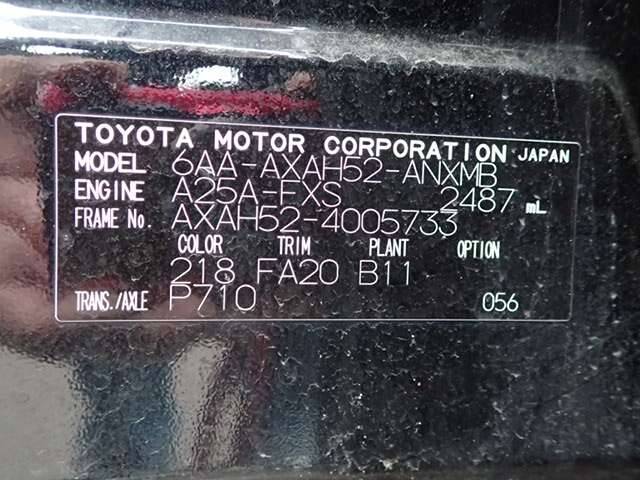 TOYOTA MOTOR CORPORATION JAPAN
MODEL 6AA-AXAH52-ANXMB
ENGINE A25A-FXS 2487 mL
FRAME No. AXAH52-4005733
COLOR TRIM PLANT OPTION
218 FA20 B11
TRANS./AXLE P710 056